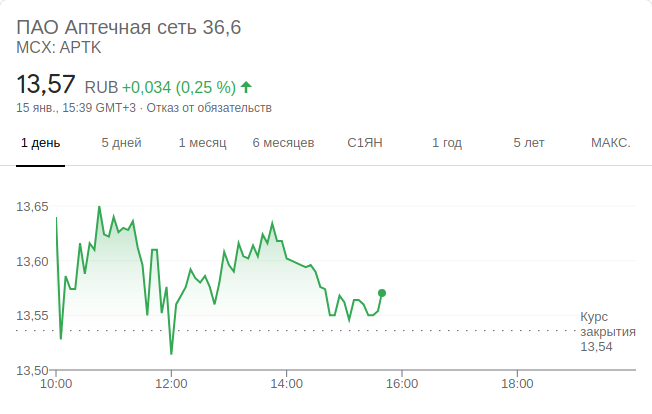 ПАО Аптечная сеть 36,6
MCX: APTK
13,57 RUB +0,034 (0,25 %)
15 янв., 15:39 GMT+3 · Отказ от обязательств
1 день 5 дней 1 месяц 6 месяцев С1ЯН 1 год 5 лет МАКС.
13,65
13,60
13,55
Курс
закрытия
13,54
13,50
10:00 12:00 14:00 16:00 18:00